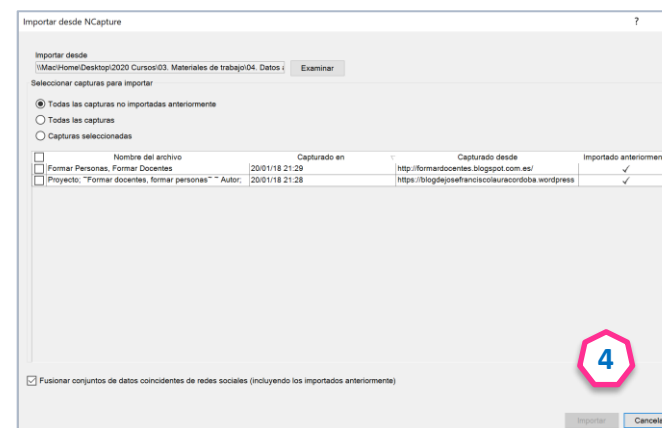 Importar desde NCapture ?
Importar desde
\\Mac\Home\Desktop\2020 Cursos\03. Materiales de trabajo\04. Datos Examinar
Seleccionar capturas para importar
Todas las capturas no importadas anteriormente
Todas las capturas
Capturas seleccionadas
Nombre del archivo Capturado en Capturado desde Importado anteriormen
Formar Personas, Formar Docentes 20/01/18 21:29 http://formardocentes.blogspot.com.es/ ✓
Proyecto; ""Formar docentes, formar personas"" " Autor; 20/01/18 21:28 https://blogdejosefranciscolauracordoba.wordpress ✓
4
Fusionar conjuntos de datos coincidentes de redes sociales (incluyendo los importados anteriormente)
Importar Cancela